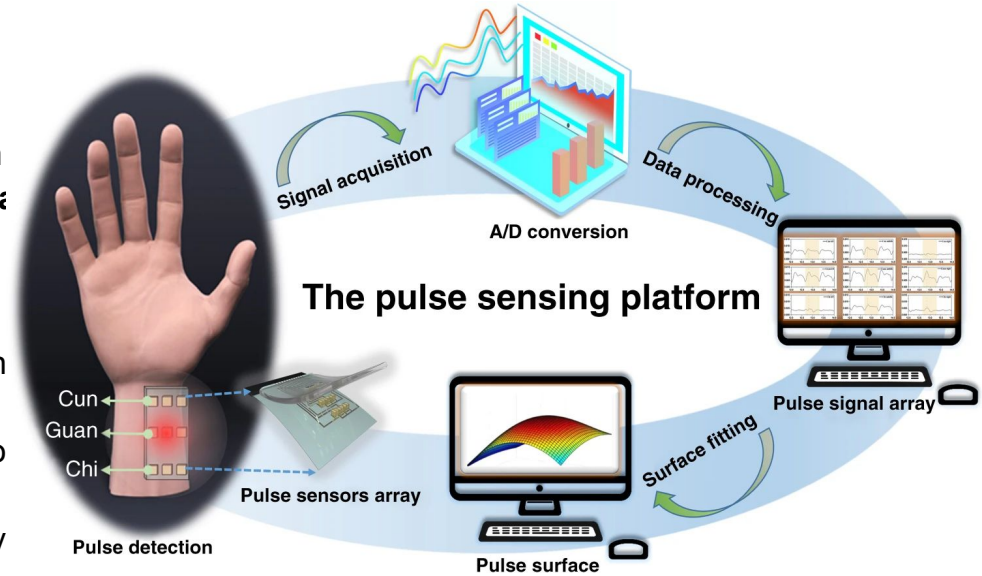 Signal acquisition
Data processing
A/D conversion
The pulse sensing platform
Cun
Guan
Chi
Pulse signal array
Surface fitting
Pulse sensors array
Pulse detection
Pulse surface